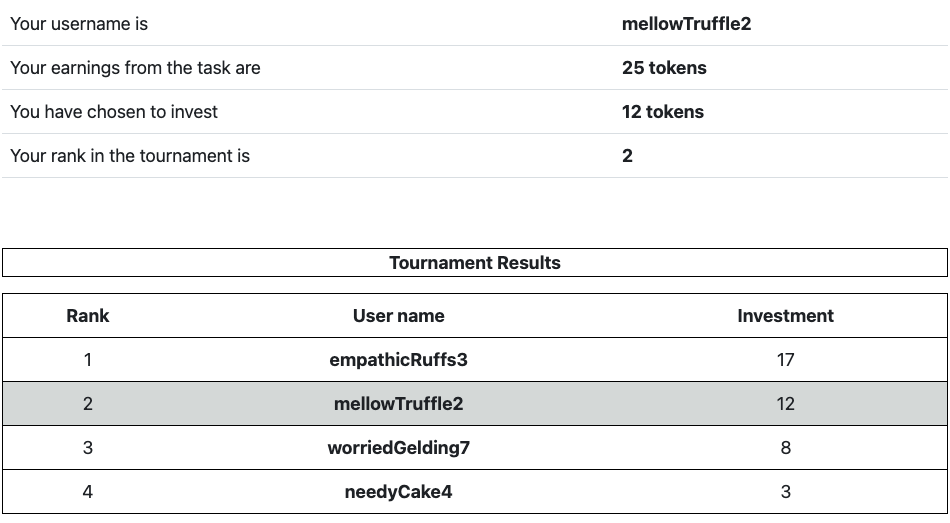 Your username is mellowTruffle2
Your earnings from the task are 25 tokens
You have chosen to invest 12 tokens
Your rank in the tournament is 2
Tournament Results
Rank User name Investment
1 empathicRuffs3 17
2 mellowTruffle2 12
3 worriedGelding7 8
4 needyCake4 3